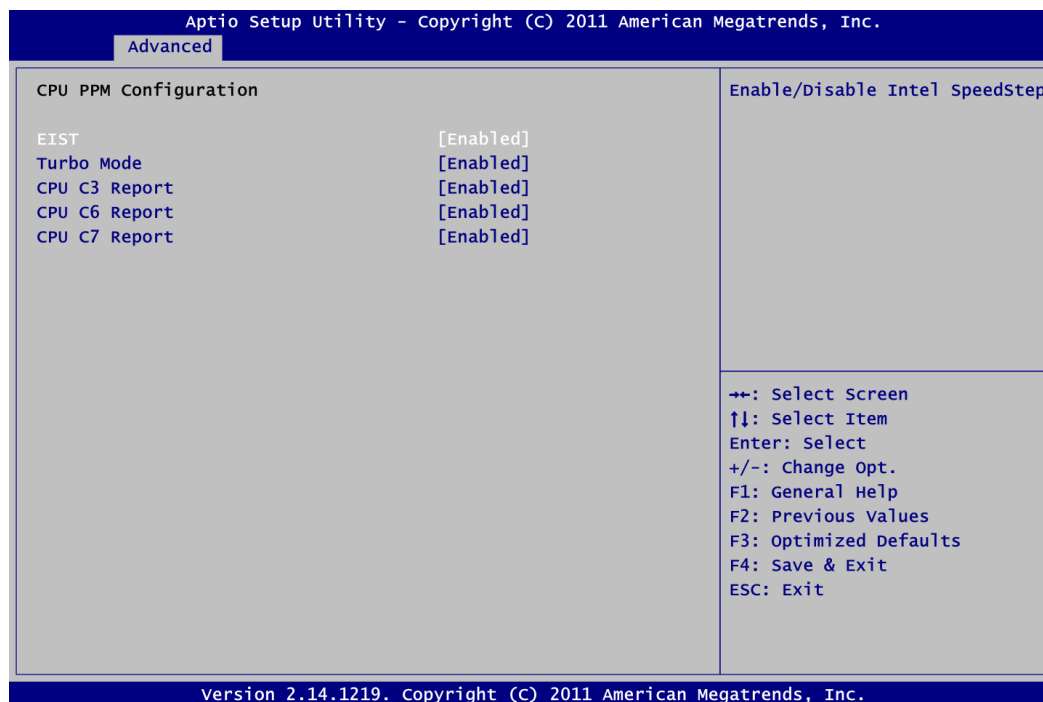 Aptio Setup Utility - Copyright (C) 2011 American Megatrends, Inc.
Advanced
CPU PPM Configuration
EIST [Enabled]
Turbo Mode [Enabled]
CPU C3 Report [Enabled]
CPU C6 Report [Enabled]
CPU C7 Report [Enabled]
Enable/Disable Intel SpeedStep
→←: Select Screen
↑↓: Select Item
Enter: Select
+/-: Change Opt.
F1: General Help
F2: Previous Values
F3: Optimized Defaults
F4: Save & Exit
ESC: Exit
Version 2.14.1219. Copyright (C) 2011 American Megatrends, Inc.